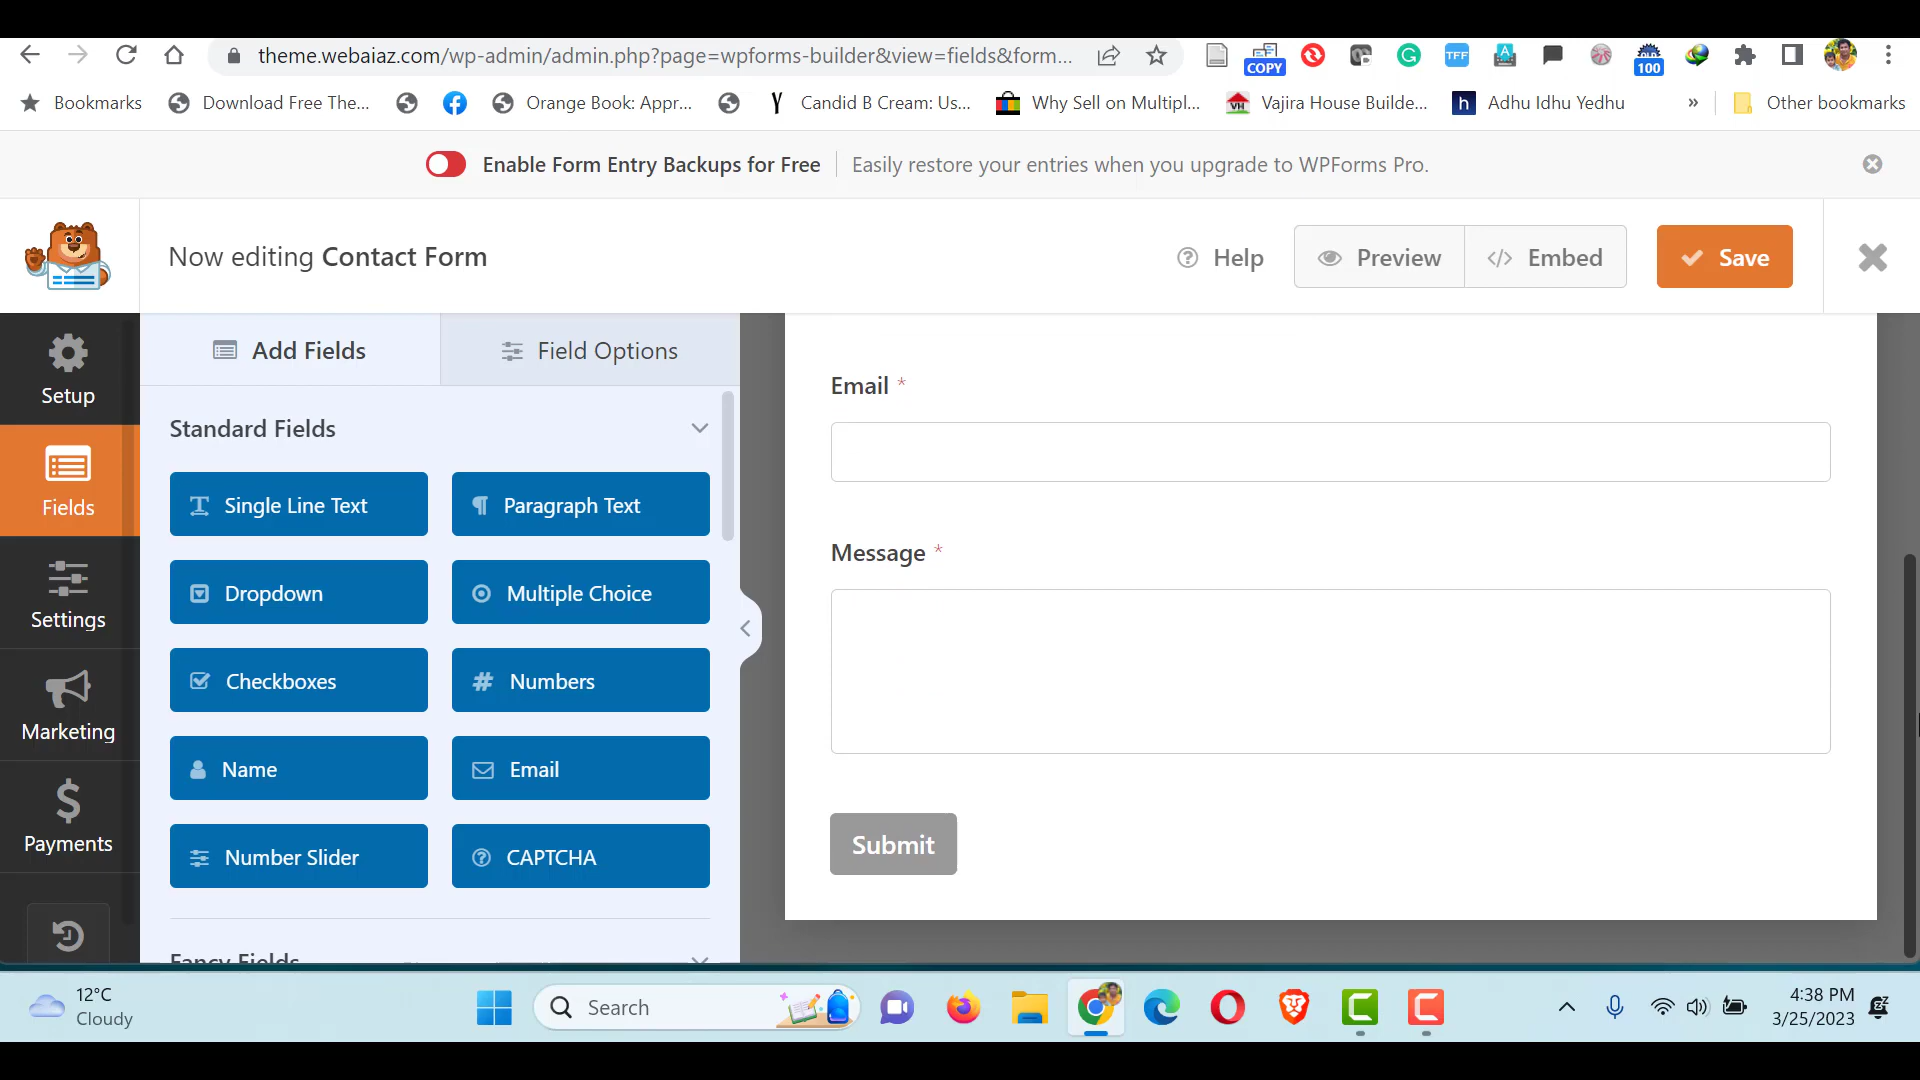 theme.webaiaz.com/wp-admin/admin.php?page=wpforms-builder&view=fields&form...
COPY
TFF
A
100
Bookmarks
Download Free The...
Orange Book: Appr...
Y
Candid B Cream: Us...
Why Sell on Multipl...
VH
Vajira House Builde...
h
Adhu Idhu Yedhu
»
Other bookmarks
Enable Form Entry Backups for Free
Easily restore your entries when you upgrade to WPForms Pro.
Now editing Contact Form
Help
Preview
Embed
Save
Setup
Fields
Settings
Marketing
Payments
Add Fields
Field Options
Standard Fields
Single Line Text
Paragraph Text
Dropdown
Multiple Choice
Checkboxes
Numbers
Name
Email
Number Slider
CAPTCHA
Fancy Fields
Email *
Message *
Submit
12°C
Cloudy
Search
4:38 PM
3/25/2023